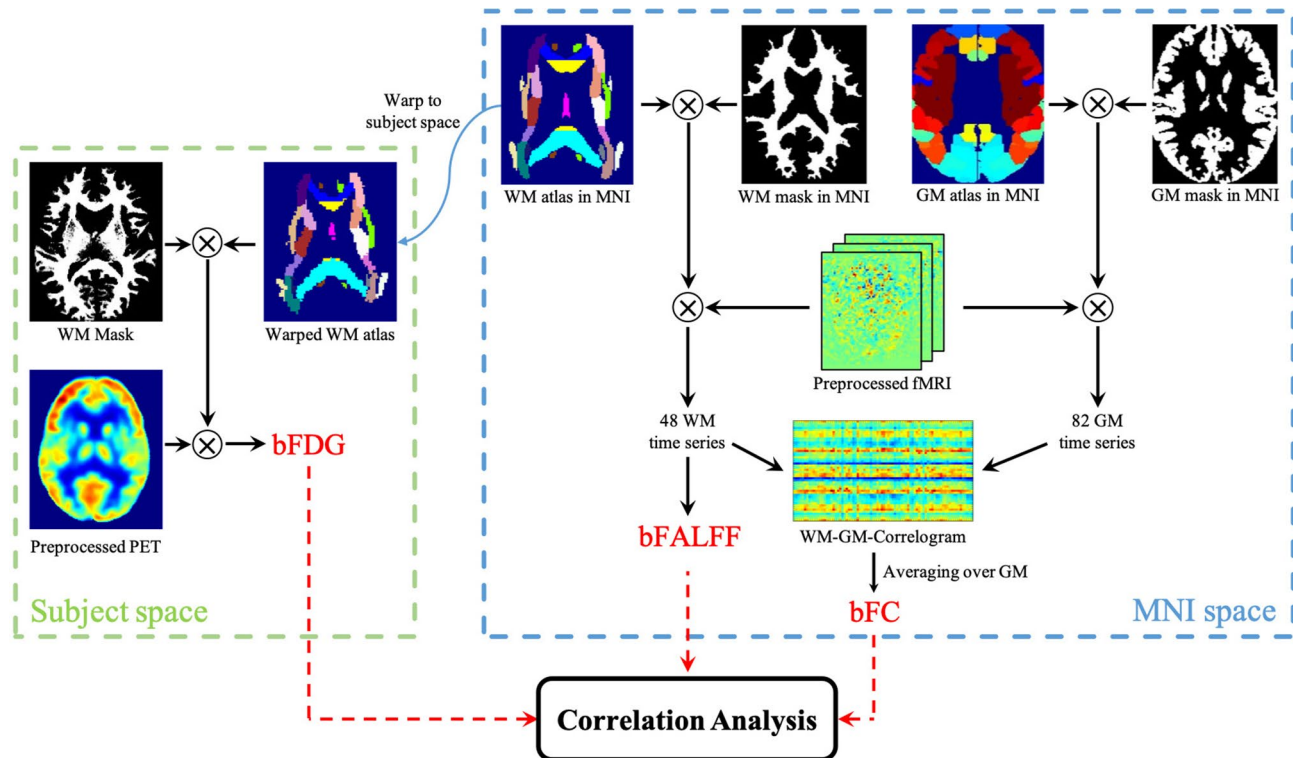 Warp to
subject space
WM atlas in MNI
WM mask in MNI
GM atlas in MNI
GM mask in MNI
WM Mask
Warped WM atlas
Preprocessed fMRI
48 WM
time series
82 GM
time series
bFDG
Preprocessed PET
bFALFF
WM-GM-Correlogram
Averaging over GM
bFC
Subject space
MNI space
Correlation Analysis